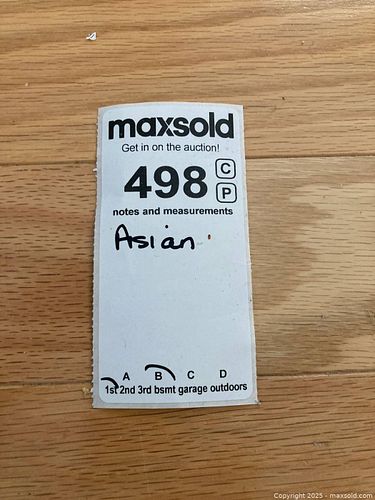 maxsold
Get in on the auction!
498 C
P
notes and measurements
Asian
A B C D
1st 2nd 3rd bsmt garage outdoors
Copyright 2025 - maxsold.com